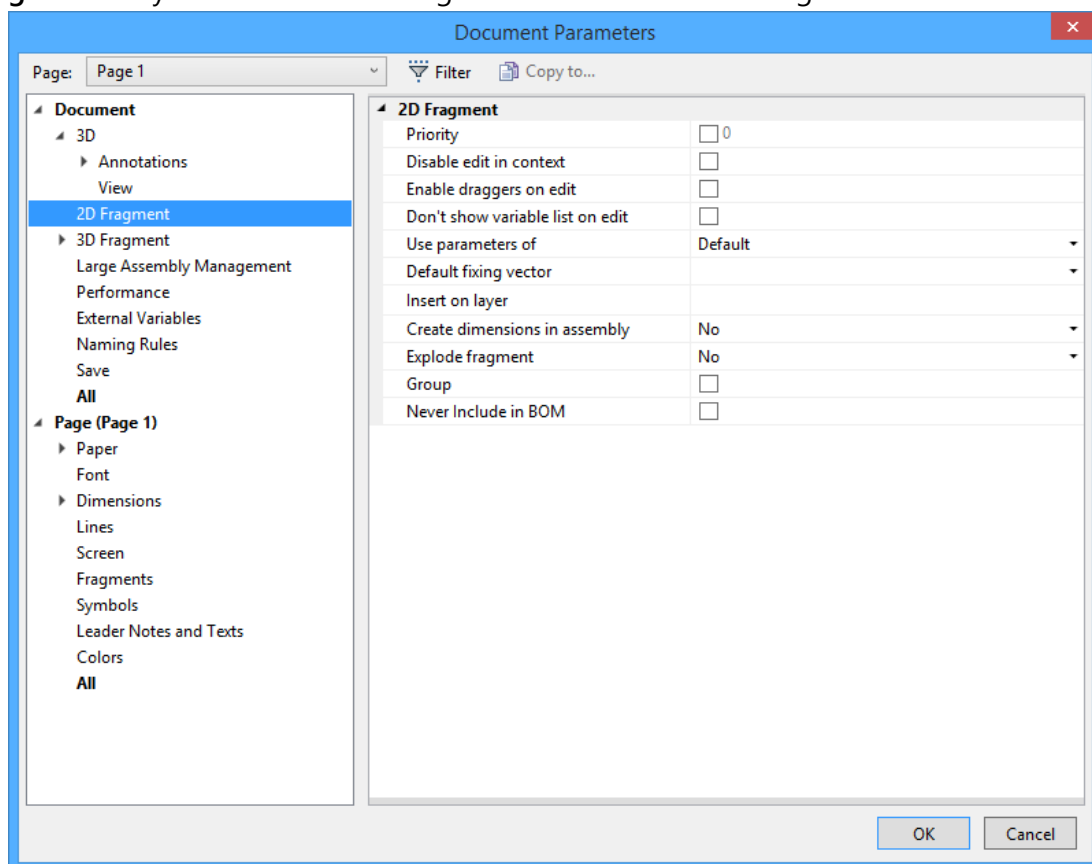 Document Parameters
Page: Page 1 Filter Copy to...
Document
3D
Annotations
View
2D Fragment
3D Fragment
Large Assembly Management
Performance
External Variables
Naming Rules
Save
All
Page (Page 1)
Paper
Font
Dimensions
Lines
Screen
Fragments
Symbols
Leader Notes and Texts
Colors
All
2D Fragment
Priority 0
Disable edit in context
Enable draggers on edit
Don't show variable list on edit
Use parameters of Default
Default fixing vector
Insert on layer
Create dimensions in assembly No
Explode fragment No
Group
Never Include in BOM
OK Cancel